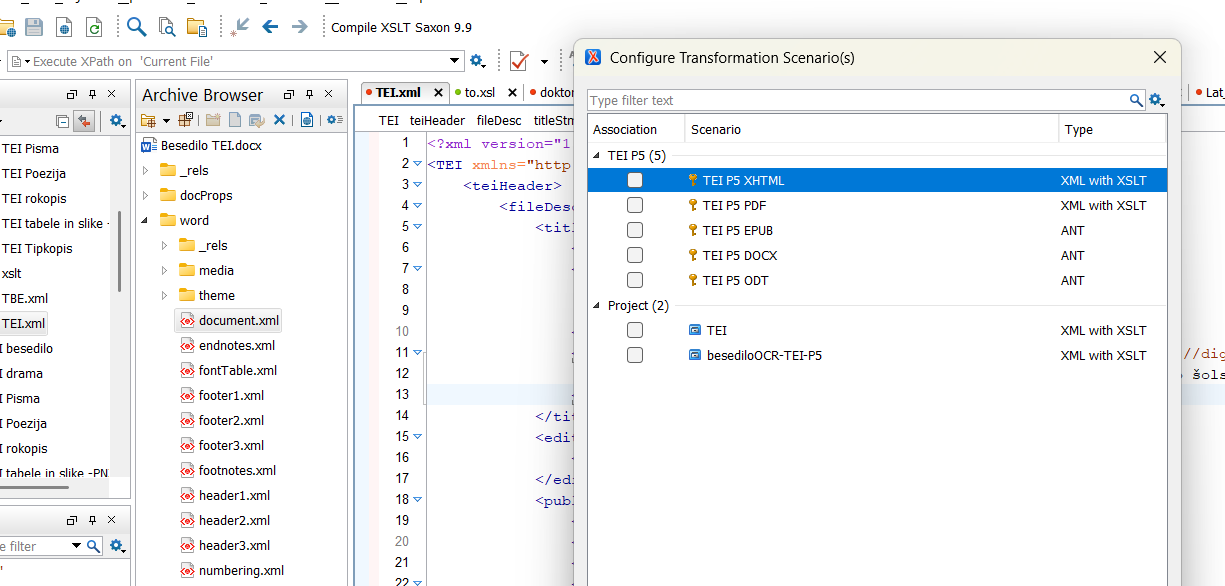 Compile XSLT Saxon 9.9
Execute XPath on 'Current File'
TEI Pisma
TEI Poezija
TEI rokopis
TEI tabele in slike -
TEI Tipkopis
xslt
TBE.xml
TEI.xml
I besedilo
I drama
I Pisma
I Poezija
I rokopis
I tabele in slike -PN
e filter
Archive Browser
Besedilo TEI.docx
_rels
docProps
word
_rels
media
theme
document.xml
endnotes.xml
fontTable.xml
footer1.xml
footer2.xml
footer3.xml
footnotes.xml
header1.xml
header2.xml
header3.xml
numbering.xml
TEI.xml
to.xsl
doktor
Lat_
TEI teiHeader fileDesc titleStm
1 <?xml version="1
2 <TEI xmlns="http
3 <teiHeader>
4 <fileDesc
5 <titl
6
7
8
9
10
11 //dig
12 šols
13
14 </tit
15 <edit
16
17 </edi
18 <publ
19
20
21
22
Configure Transformation Scenario(s)
Type filter text
Association Scenario Type
TEI P5 (5)
TEI P5 XHTML XML with XSLT
TEI P5 PDF XML with XSLT
TEI P5 EPUB ANT
TEI P5 DOCX ANT
TEI P5 ODT ANT
Project (2)
TEI XML with XSLT
besediloOCR-TEI-P5 XML with XSLT